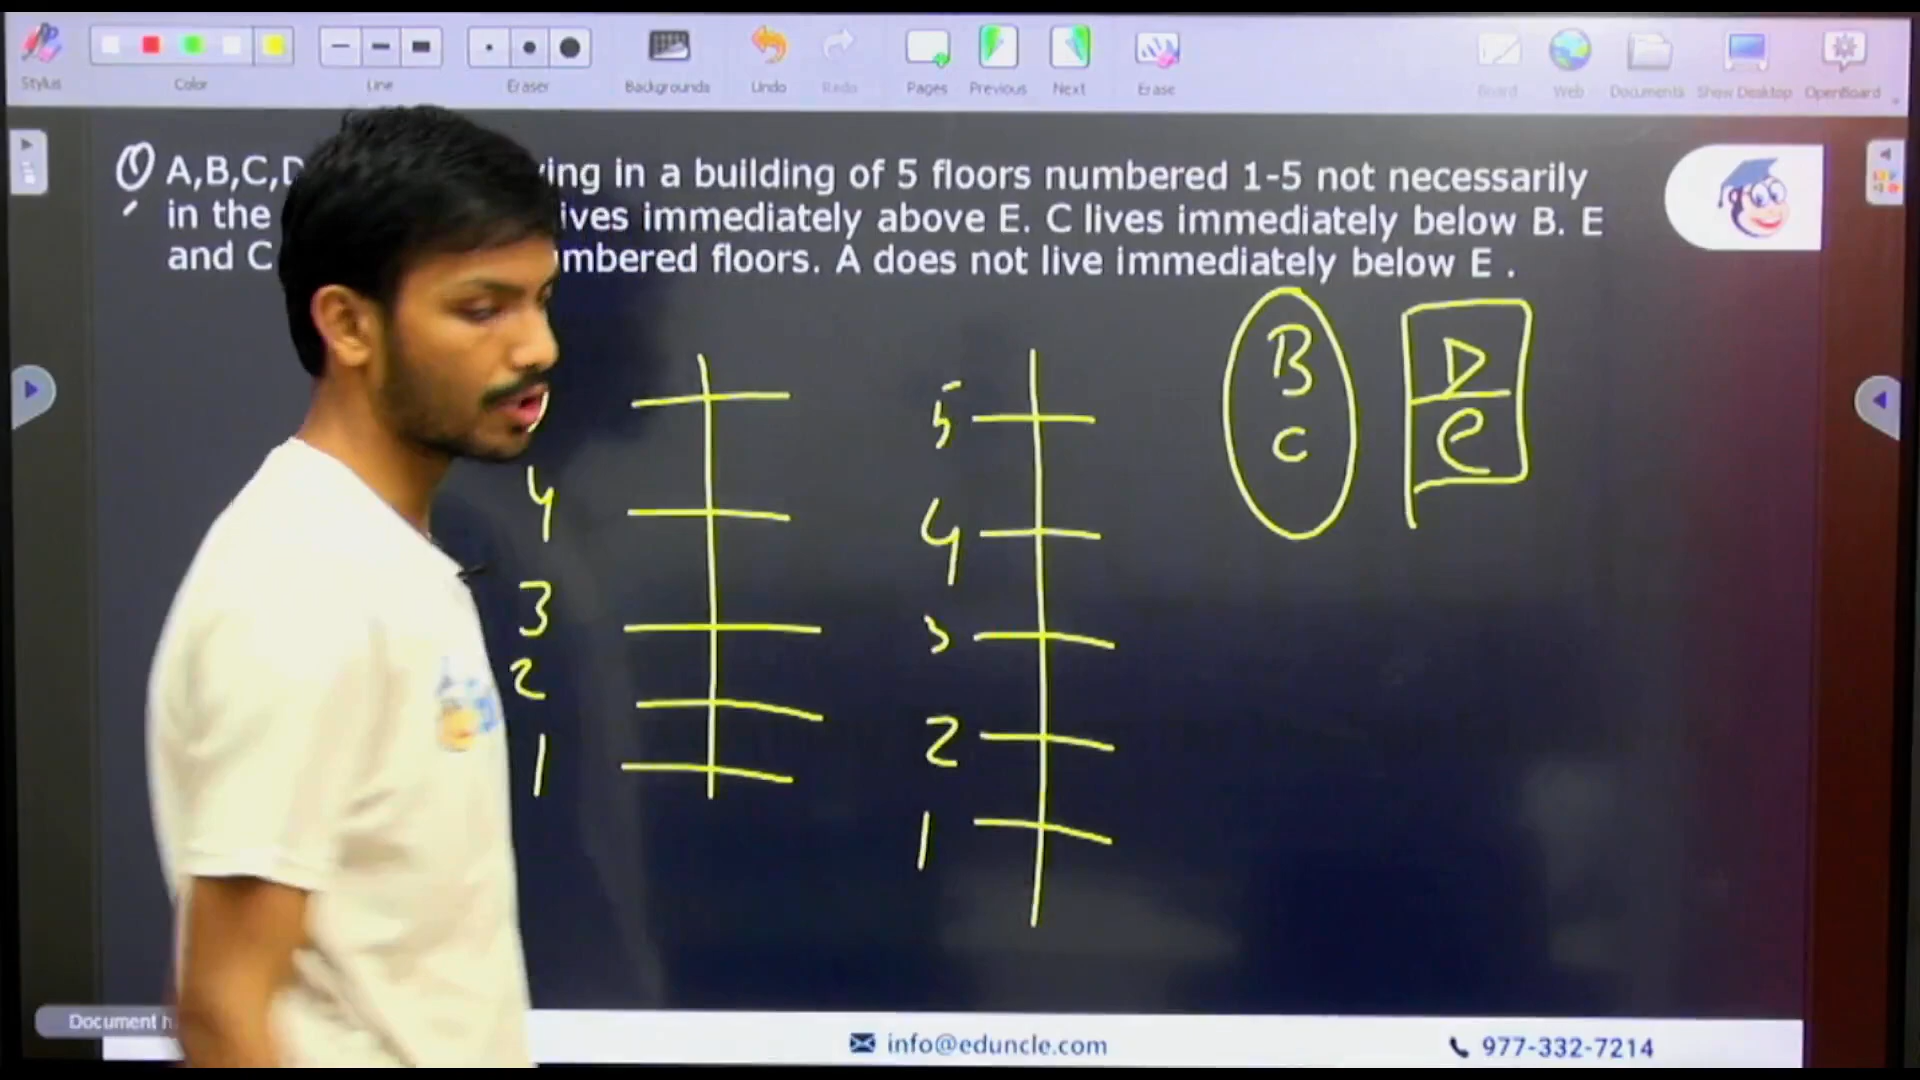 Stylus Color Line Eraser Backgrounds Undo Redo Pages Previous Next Erase Board Web Documents Show Desktop OpenBoard
Q A,B,C,D ing in a building of 5 floors numbered 1-5 not necessarily
in the ives immediately above E. C lives immediately below B. E
and C mbered floors. A does not live immediately below E .
B D
C e
5
4 4
3 3
2 2
1 1
Document
info@eduncle.com 977-332-7214